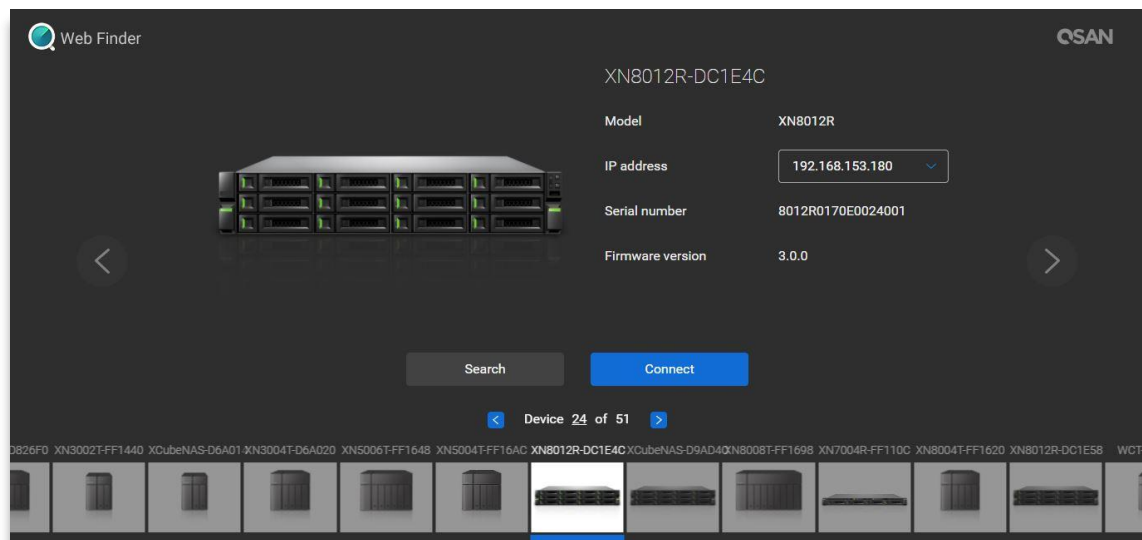 Web Finder
QSAN
XN8012R-DC1E4C
Model XN8012R
IP address 192.168.153.180
Serial number 8012R0170E0024001
Firmware version 3.0.0
Search Connect
Device 24 of 51
D826F0 XN3002T-FF1440 XCubeNAS-D6A01 XN3004T-D6A020 XN5006T-FF1648 XN5004T-FF16AC XN8012R-DC1E4C XCubeNAS-D9AD40 XN8008T-FF1698 XN7004R-FF110C XN8004T-FF1620 XN8012R-DC1E58 WCT